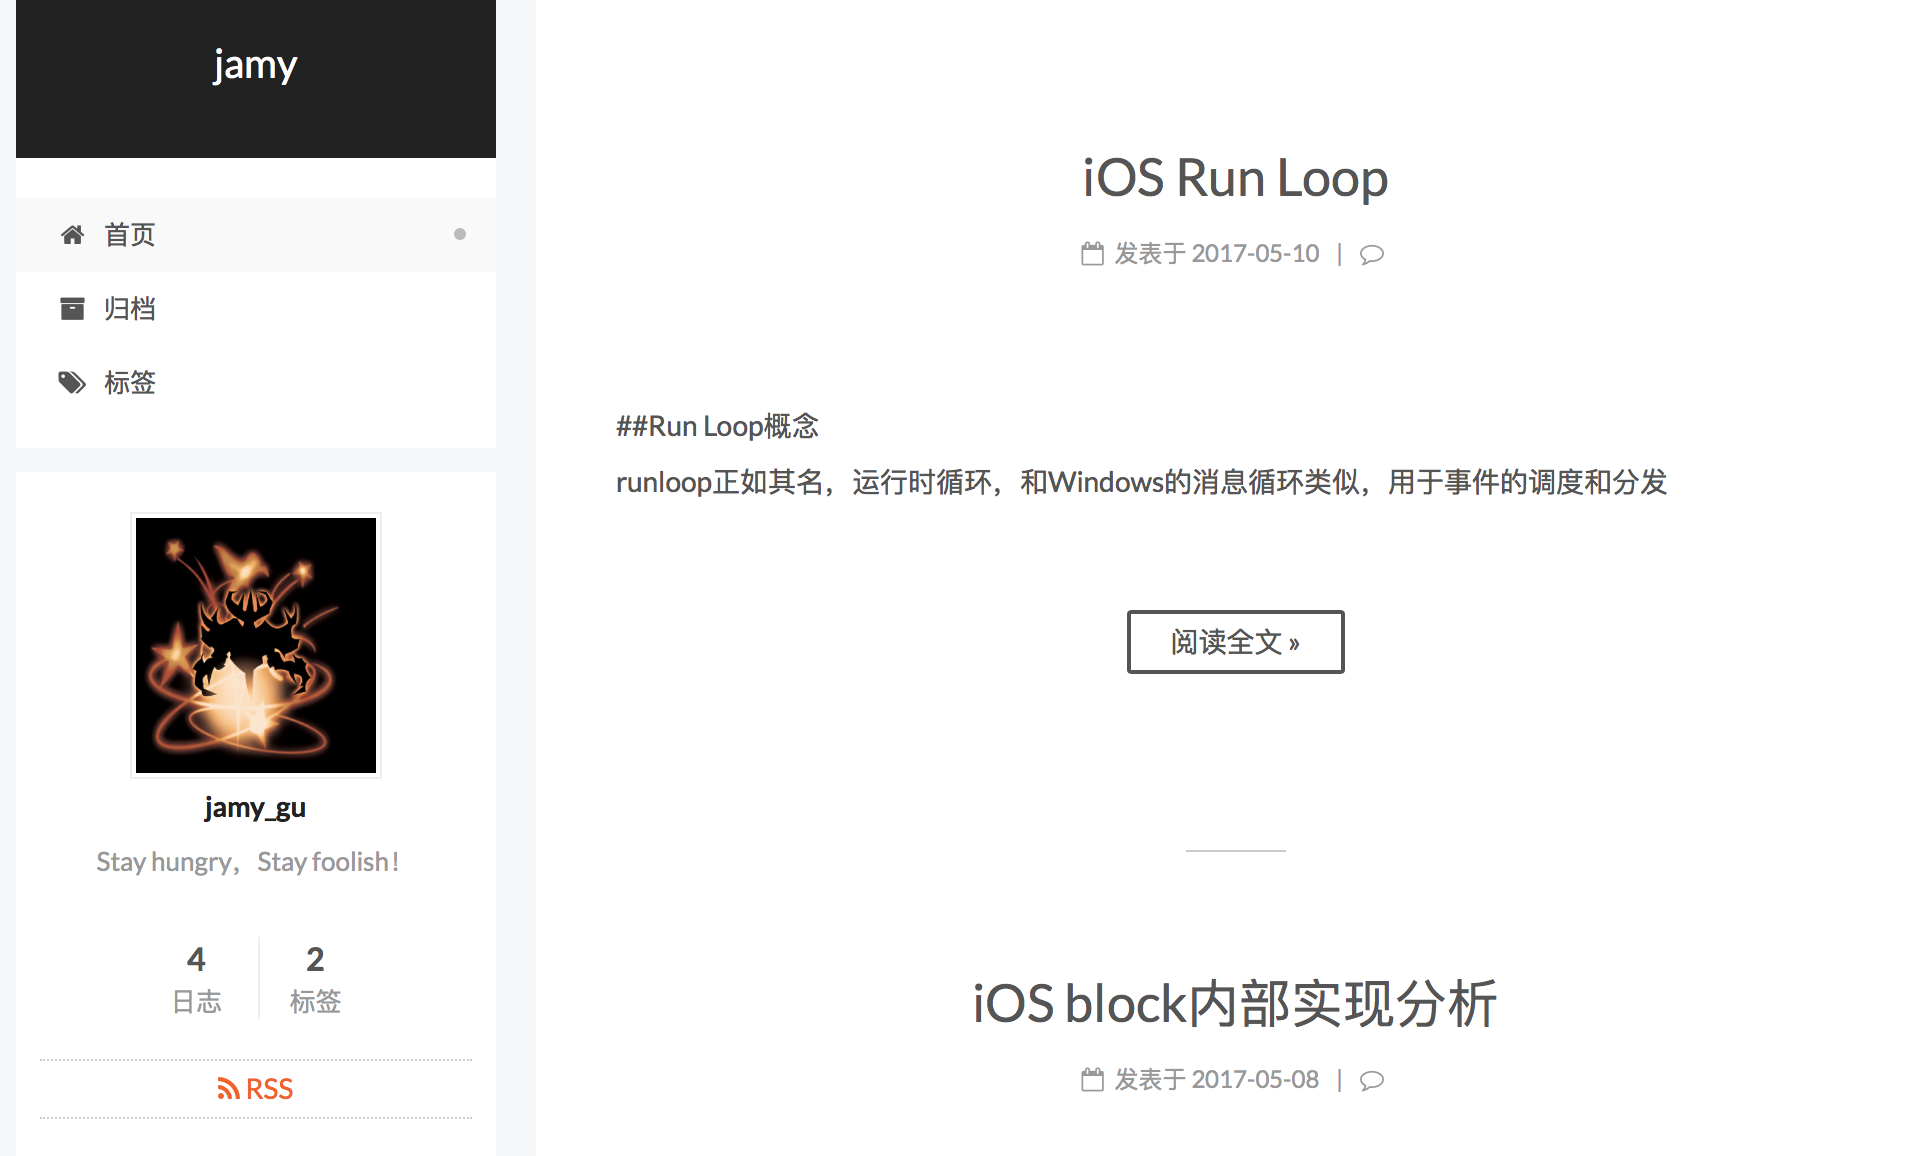 jamy
首页
归档
标签
jamy_gu
Stay hungry，Stay foolish！
4
日志
2
标签
RSS
iOS Run Loop
发表于 2017-05-10 |
##Run Loop概念
runloop正如其名，运行时循环，和Windows的消息循环类似，用于事件的调度和分发
阅读全文 »
iOS block内部实现分析
发表于 2017-05-08 |